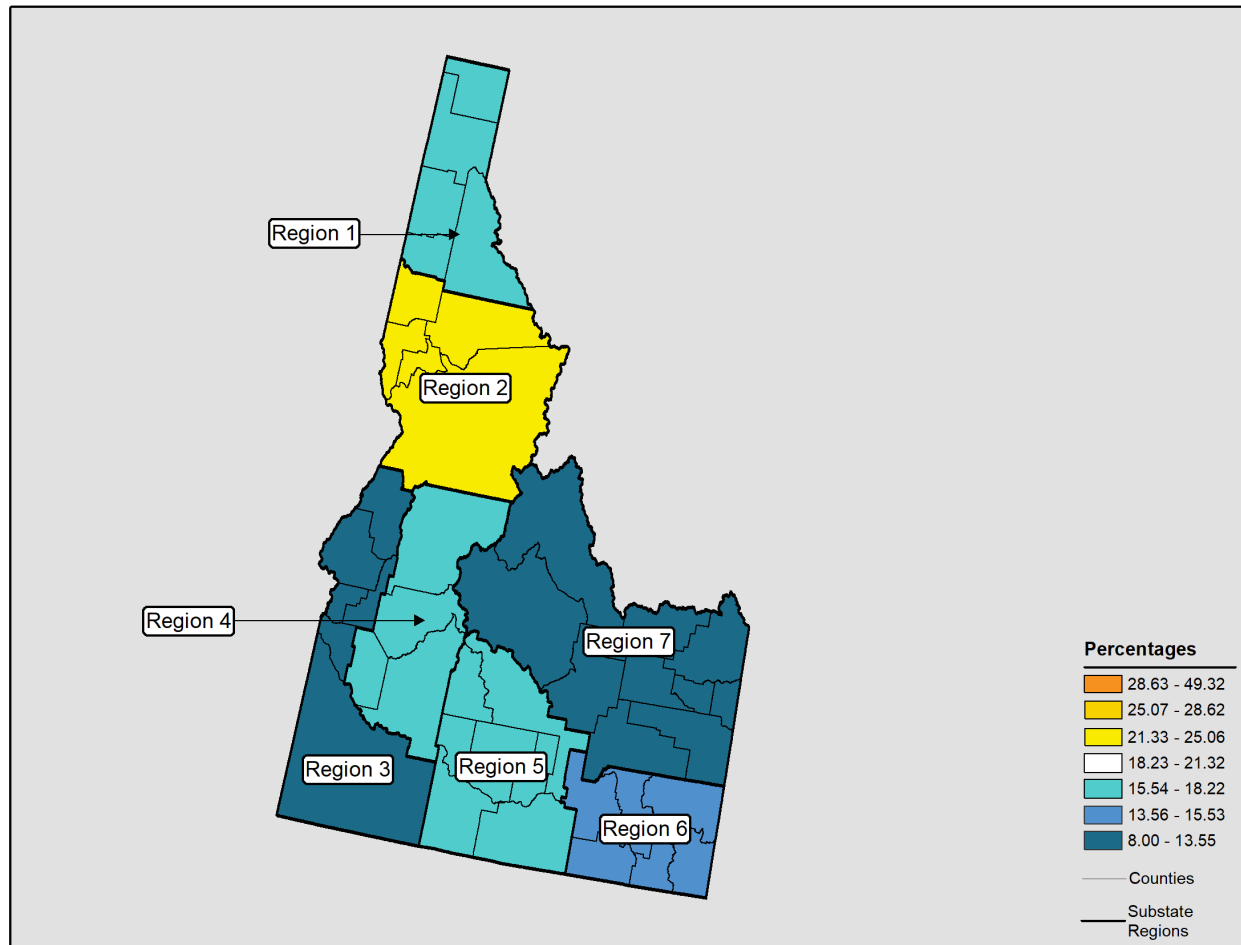 Region 1
Region 2
Region 4
Region 7
Region 3
Region 5
Region 6
Percentages
28.63 - 49.32
25.07 - 28.62
21.33 - 25.06
18.23 - 21.32
15.54 - 18.22
13.56 - 15.53
8.00 - 13.55
Counties
Substate
Regions